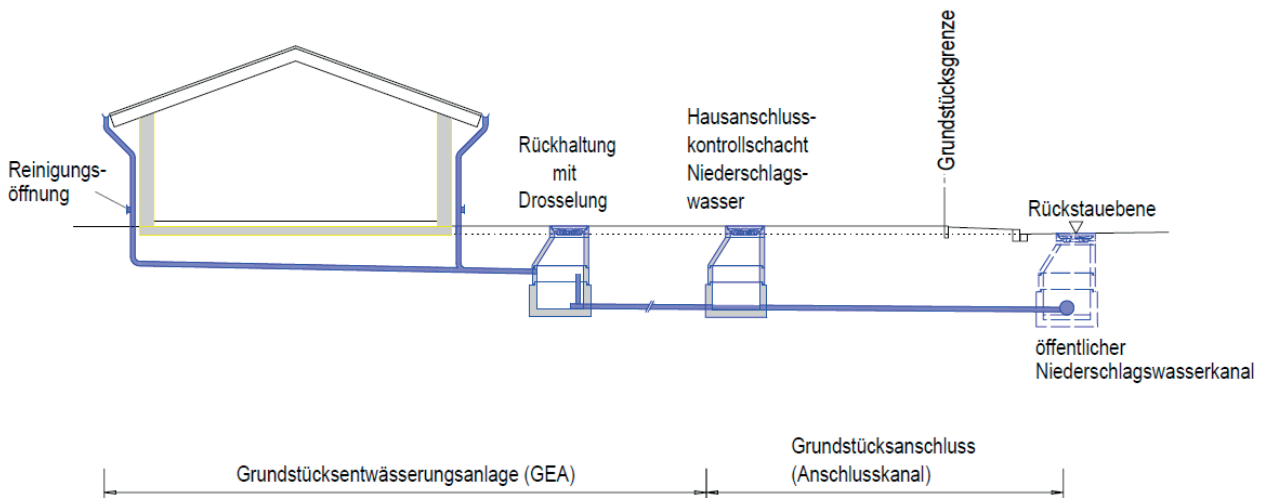 Reinigungs-
öffnung
Rückhaltung
mit
Drosselung
Hausanschluss-
kontrollschacht
Niederschlags-
wasser
Grundstücksgrenze
Rückstauebene
öffentlicher
Niederschlagswasserkanal
Grundstücksentwässerungsanlage (GEA)
Grundstücksanschluss
(Anschlusskanal)